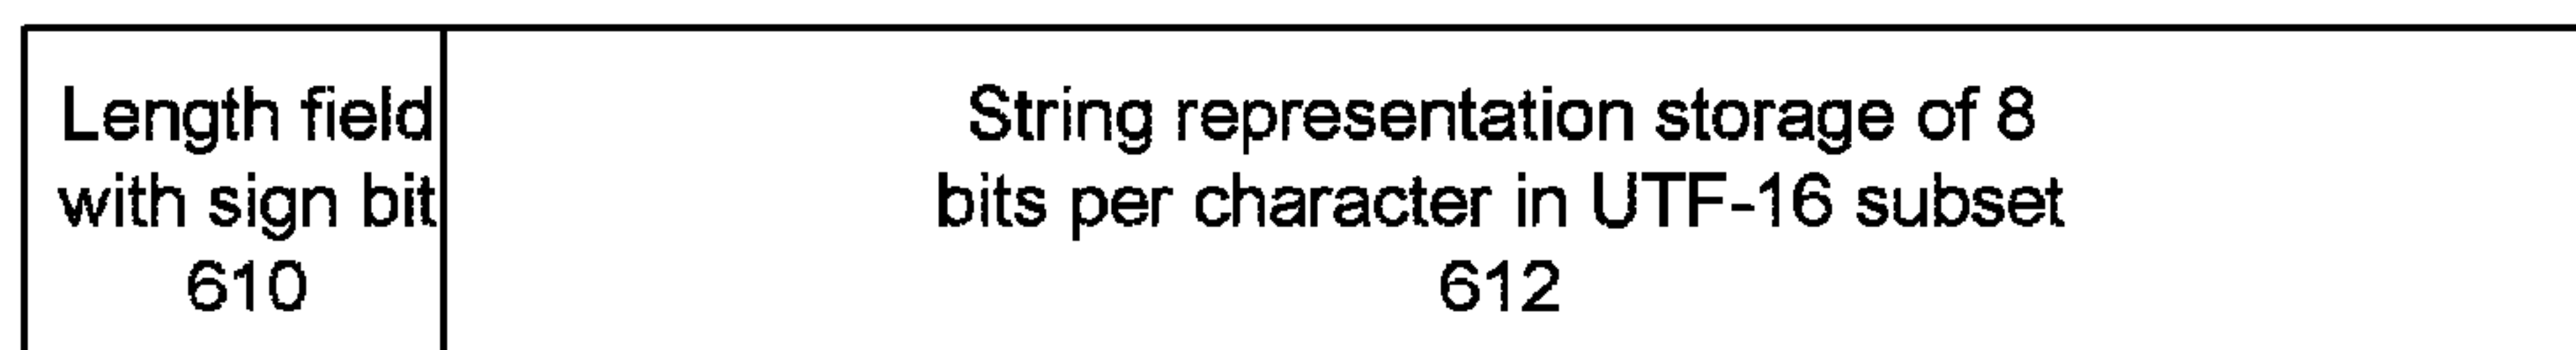 Length field
with sign bit
610
String representation storage of 8
bits per character in UTF-16 subset
612